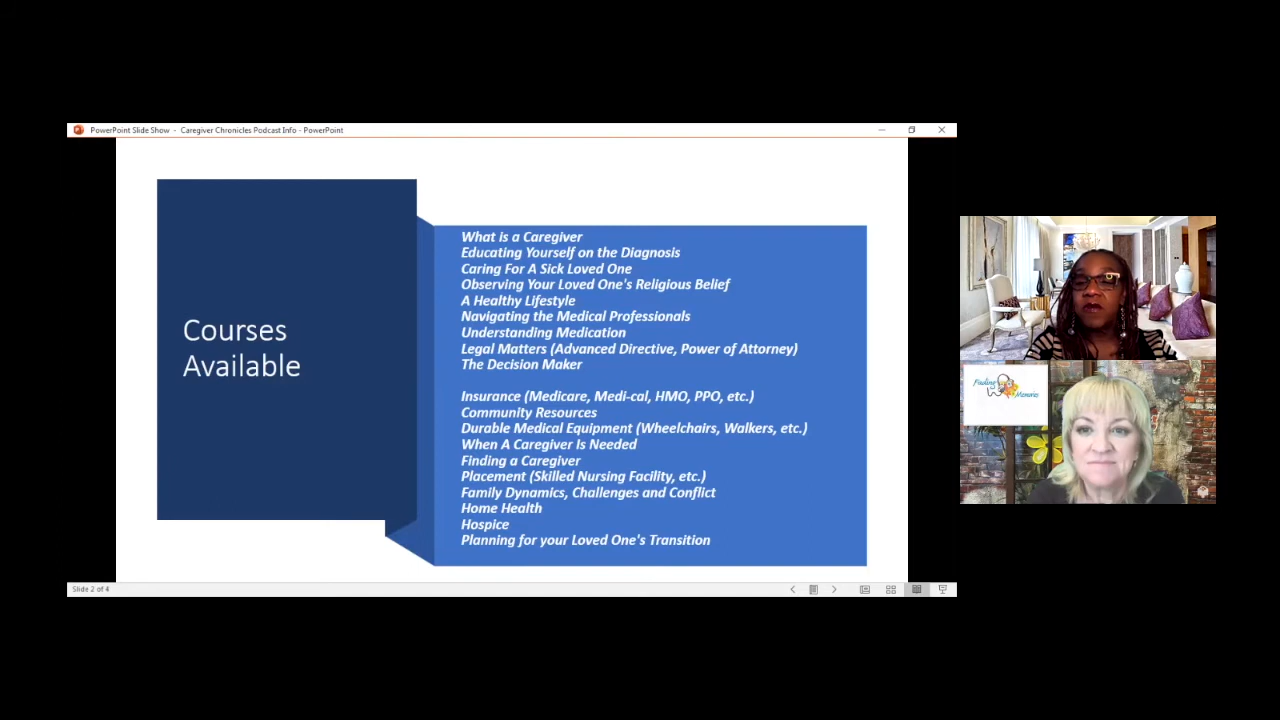 PowerPoint Slide Show - Caregiver Chronicles Podcast Info - PowerPoint
Courses
Available
What is a Caregiver
Educating Yourself on the Diagnosis
Caring For A Sick Loved One
Observing Your Loved One's Religious Belief
A Healthy Lifestyle
Navigating the Medical Professionals
Understanding Medication
Legal Matters (Advanced Directive, Power of Attorney)
The Decision Maker
Insurance (Medicare, Medi-cal, HMO, PPO, etc.)
Community Resources
Durable Medical Equipment (Wheelchairs, Walkers, etc.)
When A Caregiver Is Needed
Finding a Caregiver
Placement (Skilled Nursing Facility, etc.)
Family Dynamics, Challenges and Conflict
Home Health
Hospice
Planning for your Loved One's Transition
Slide 2 of 4
Finding
Memories